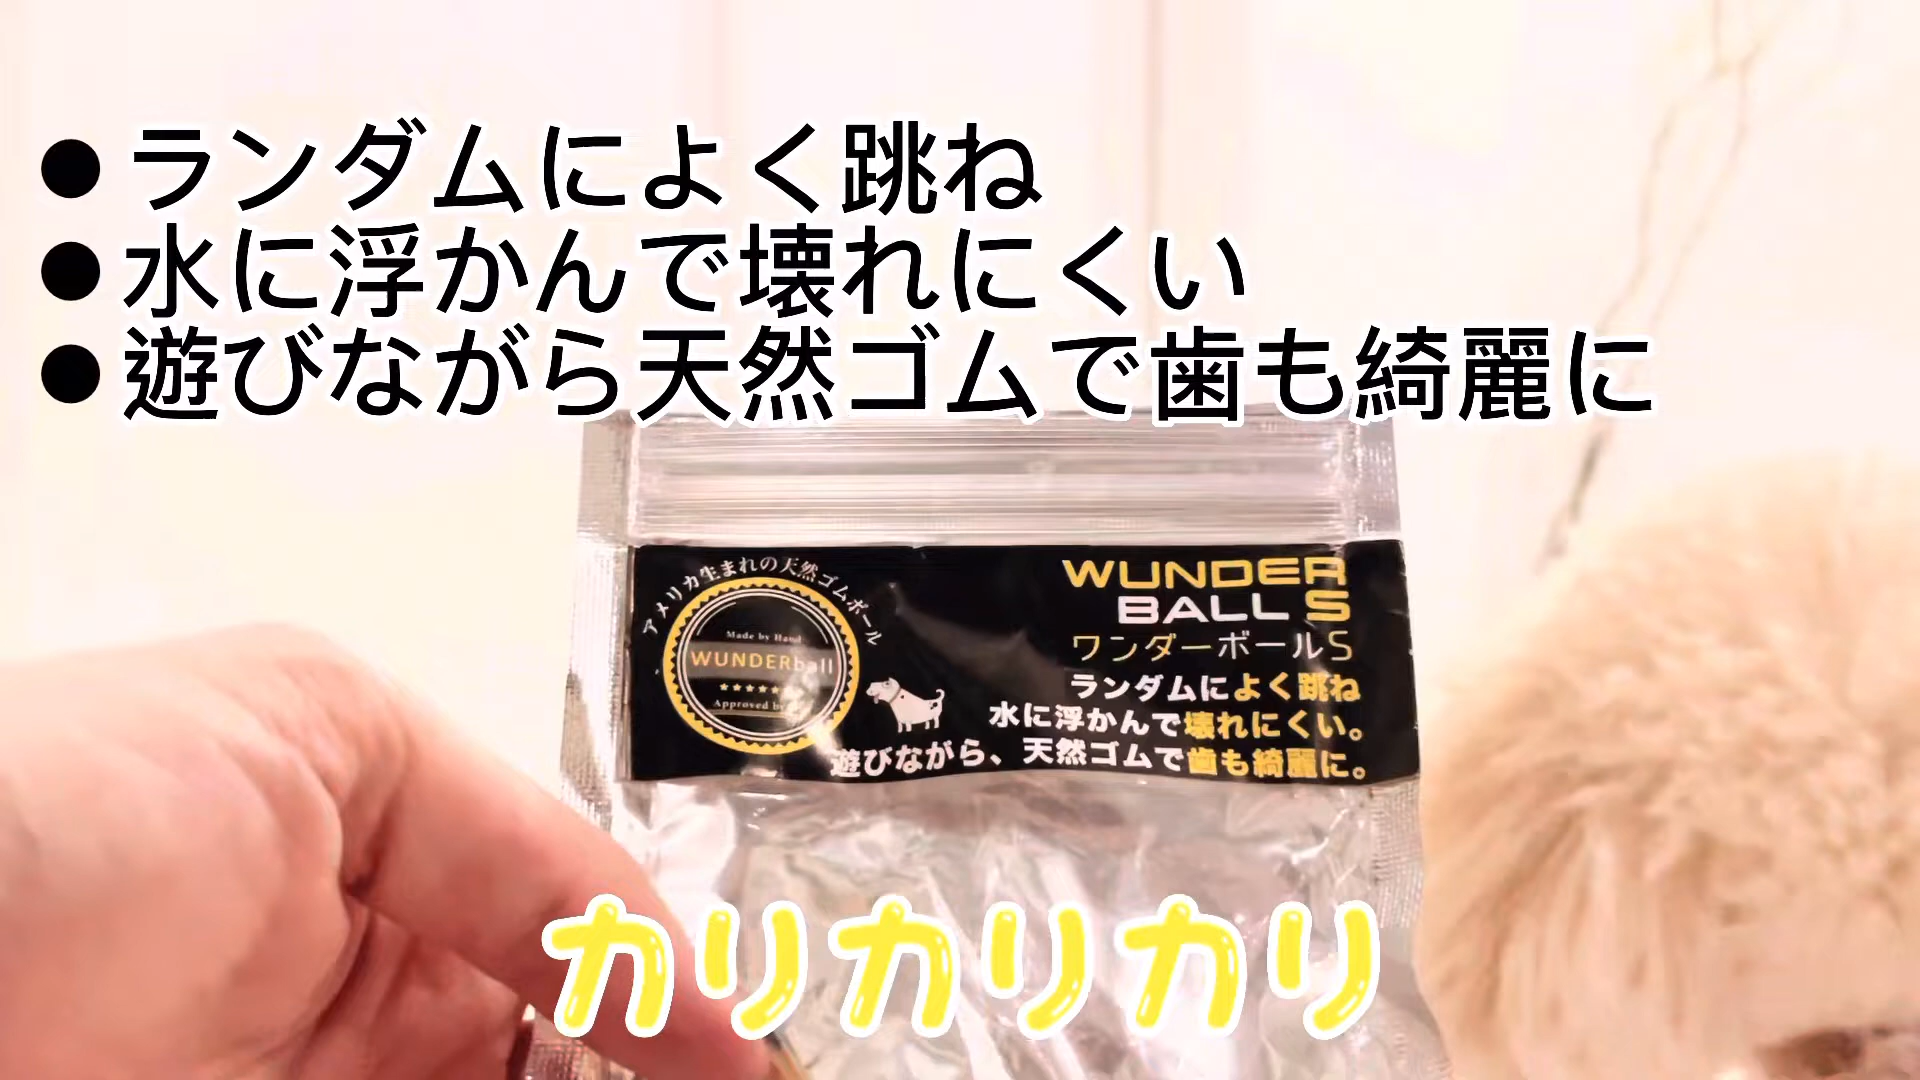 ●ランダムによく跳ね
●水に浮かんで壊れにくい
●遊びながら天然ゴムで歯も綺麗に
アメリカ生まれの天然ゴムボール
Made by Hand
WUNDERball
★★★★★
Approved by
WUNDER
BALL S
ワンダーボールS
ランダムによく跳ね
水に浮かんで壊れにくい。
遊びながら、天然ゴムで歯も綺麗に。
カリカリカリ